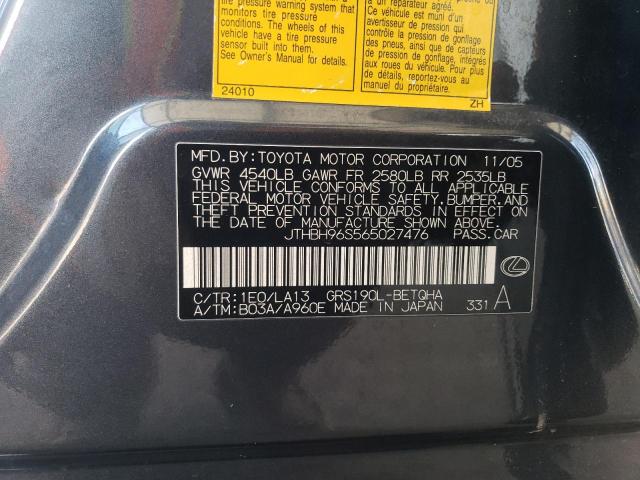 tire pressure warning system that
monitors tire pressure
conditions. The wheels of this
vehicle have a tire pressure
sensor built into them.
See Owner's Manual for details.
24010
à un réparateur agréé.
Ce véhicule est muni d'un
avertisseur de pression de gonflage
des pneus, ainsi que de capteurs
de pression de gonflage, intégrés
aux roues du véhicule. Pour plus
de détails, reportez-vous au
manuel du propriétaire.
ZH
MFD. BY: TOYOTA MOTOR CORPORATION 11/05
GVWR 4540LB GAWR FR 2580LB RR 2535LB
THIS VEHICLE CONFORMS TO ALL APPLICABLE
FEDERAL MOTOR VEHICLE SAFETY, BUMPER, AND
THEFT PREVENTION STANDARDS IN EFFECT ON
THE DATE OF MANUFACTURE SHOWN ABOVE.
JTHBH96S565027476 PASS.CAR
C/TR:1E0/LA13 GRS190L-BETQHA
A/TM:B03A/A960E MADE IN JAPAN 331 A